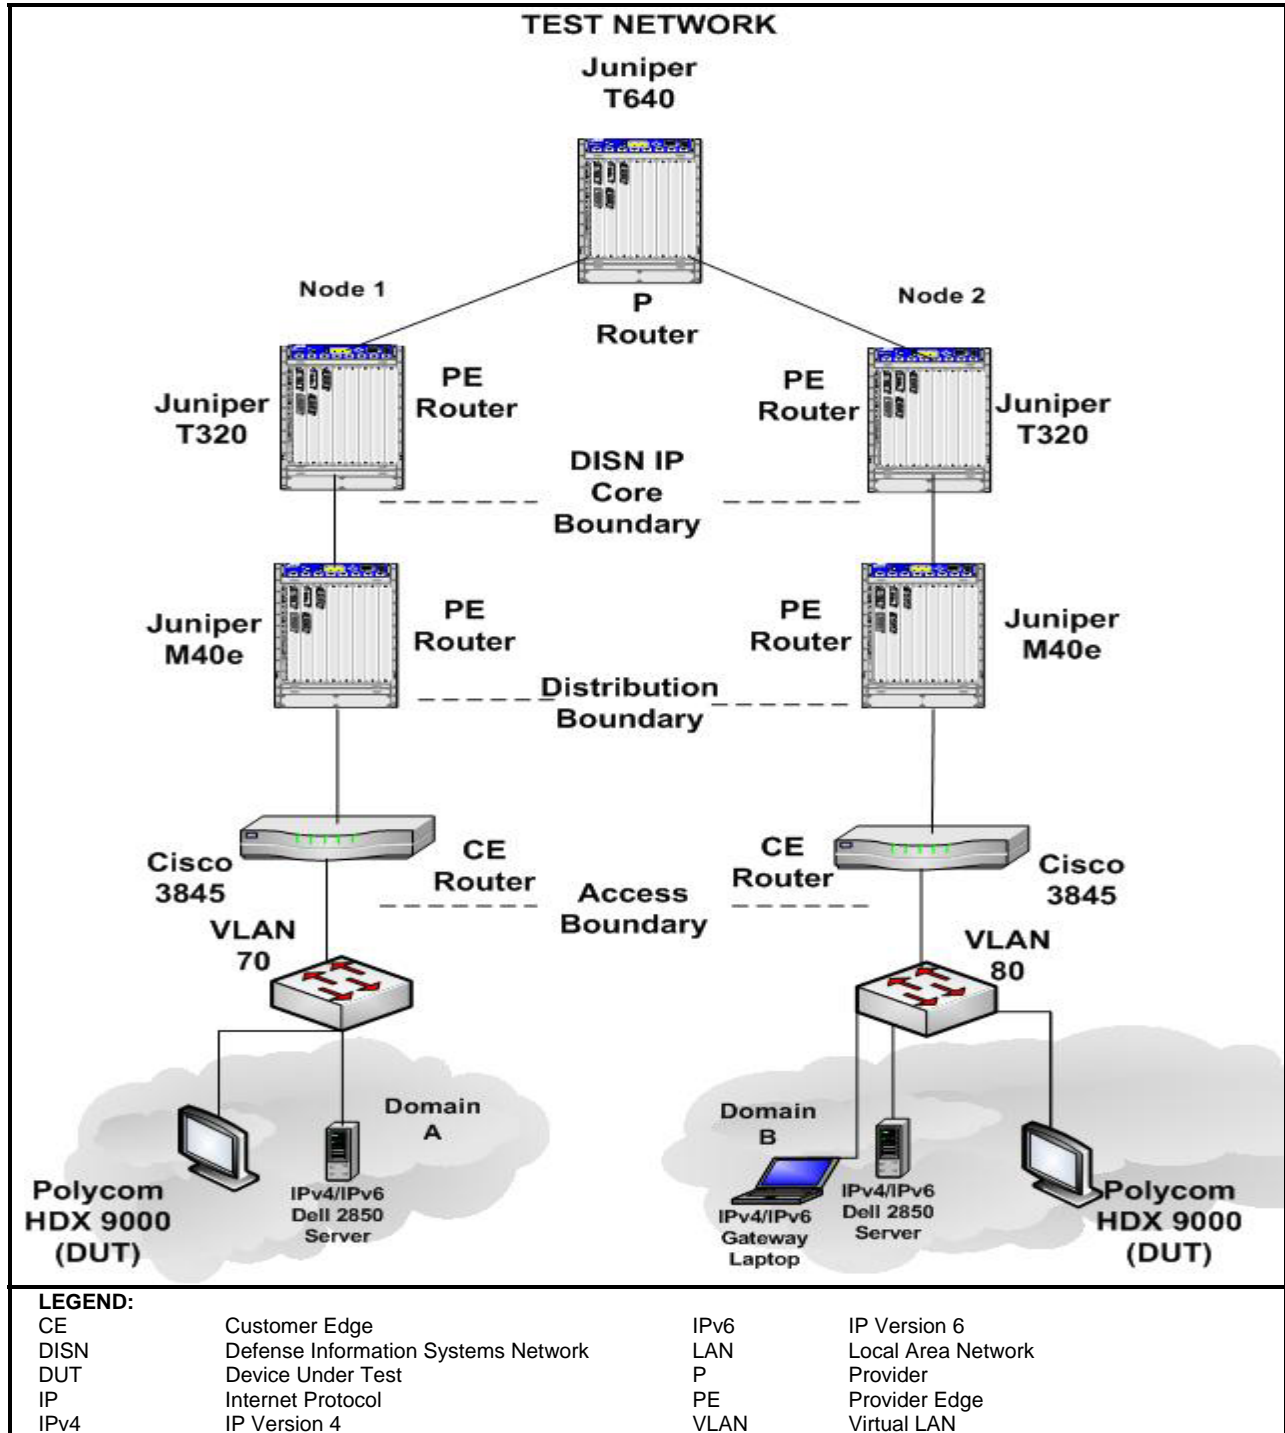 TEST NETWORK
Juniper
T640
Node 1
Node 2
P
Router
Juniper
T320
PE
Router
PE
Router
Juniper
T320
DISN IP
Core
Boundary
Juniper
M40e
PE
Router
PE
Router
Juniper
M40e
Distribution
Boundary
Cisco
3845
CE
Router
CE
Router
Cisco
3845
Access
Boundary
VLAN
70
VLAN
80
Domain
A
Domain
B
Polycom
HDX 9000
(DUT)
IPv4/IPv6
Dell 2850
Server
IPv4/IPv6
Gateway
Laptop
IPv4/IPv6
Dell 2850
Server
Polycom
HDX 9000
(DUT)
LEGEND:
CE Customer Edge IPv6 IP Version 6
DISN Defense Information Systems Network LAN Local Area Network
DUT Device Under Test P Provider
IP Internet Protocol PE Provider Edge
IPv4 IP Version 4 VLAN Virtual LAN